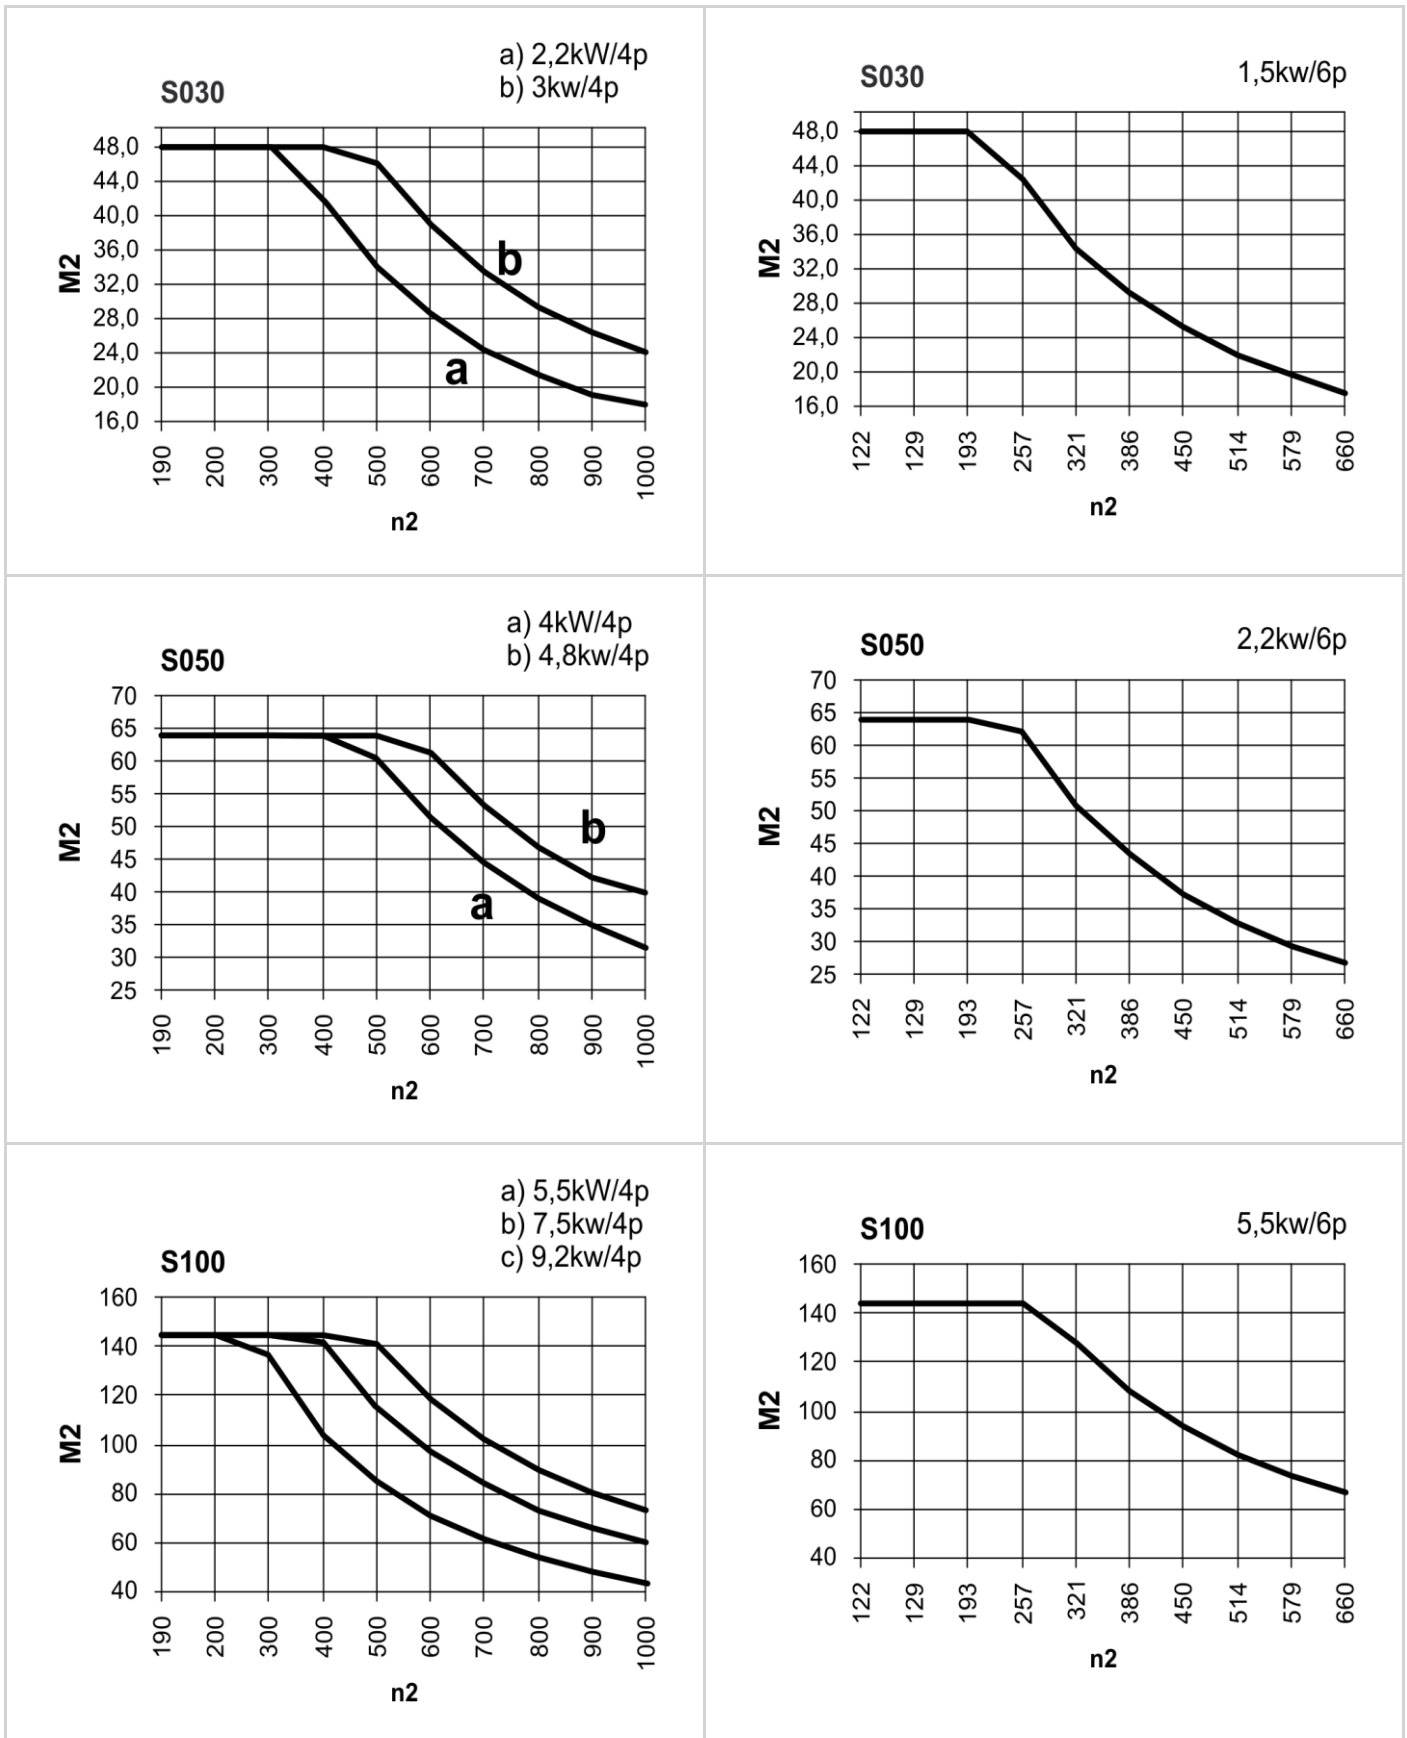 a) 2,2kW/4p
b) 3kw/4p
S030
48,0
44,0
40,0
36,0
32,0
28,0
24,0
20,0
16,0
M2
b
a
190 200 300 400 500 600 700 800 900 1000
n2
1,5kw/6p
S030
48,0
44,0
40,0
36,0
32,0
28,0
24,0
20,0
16,0
M2
122 129 193 257 321 386 450 514 579 660
n2
a) 4kW/4p
b) 4,8kw/4p
S050
70
65
60
55
50
45
40
35
30
25
M2
b
a
190 200 300 400 500 600 700 800 900 1000
n2
2,2kw/6p
S050
70
65
60
55
50
45
40
35
30
25
M2
122 129 193 257 321 386 450 514 579 660
n2
a) 5,5kW/4p
b) 7,5kw/4p
c) 9,2kw/4p
S100
160
140
120
100
80
60
40
M2
190 200 300 400 500 600 700 800 900 1000
n2
5,5kw/6p
S100
160
140
120
100
80
60
40
M2
122 129 193 257 321 386 450 514 579 660
n2